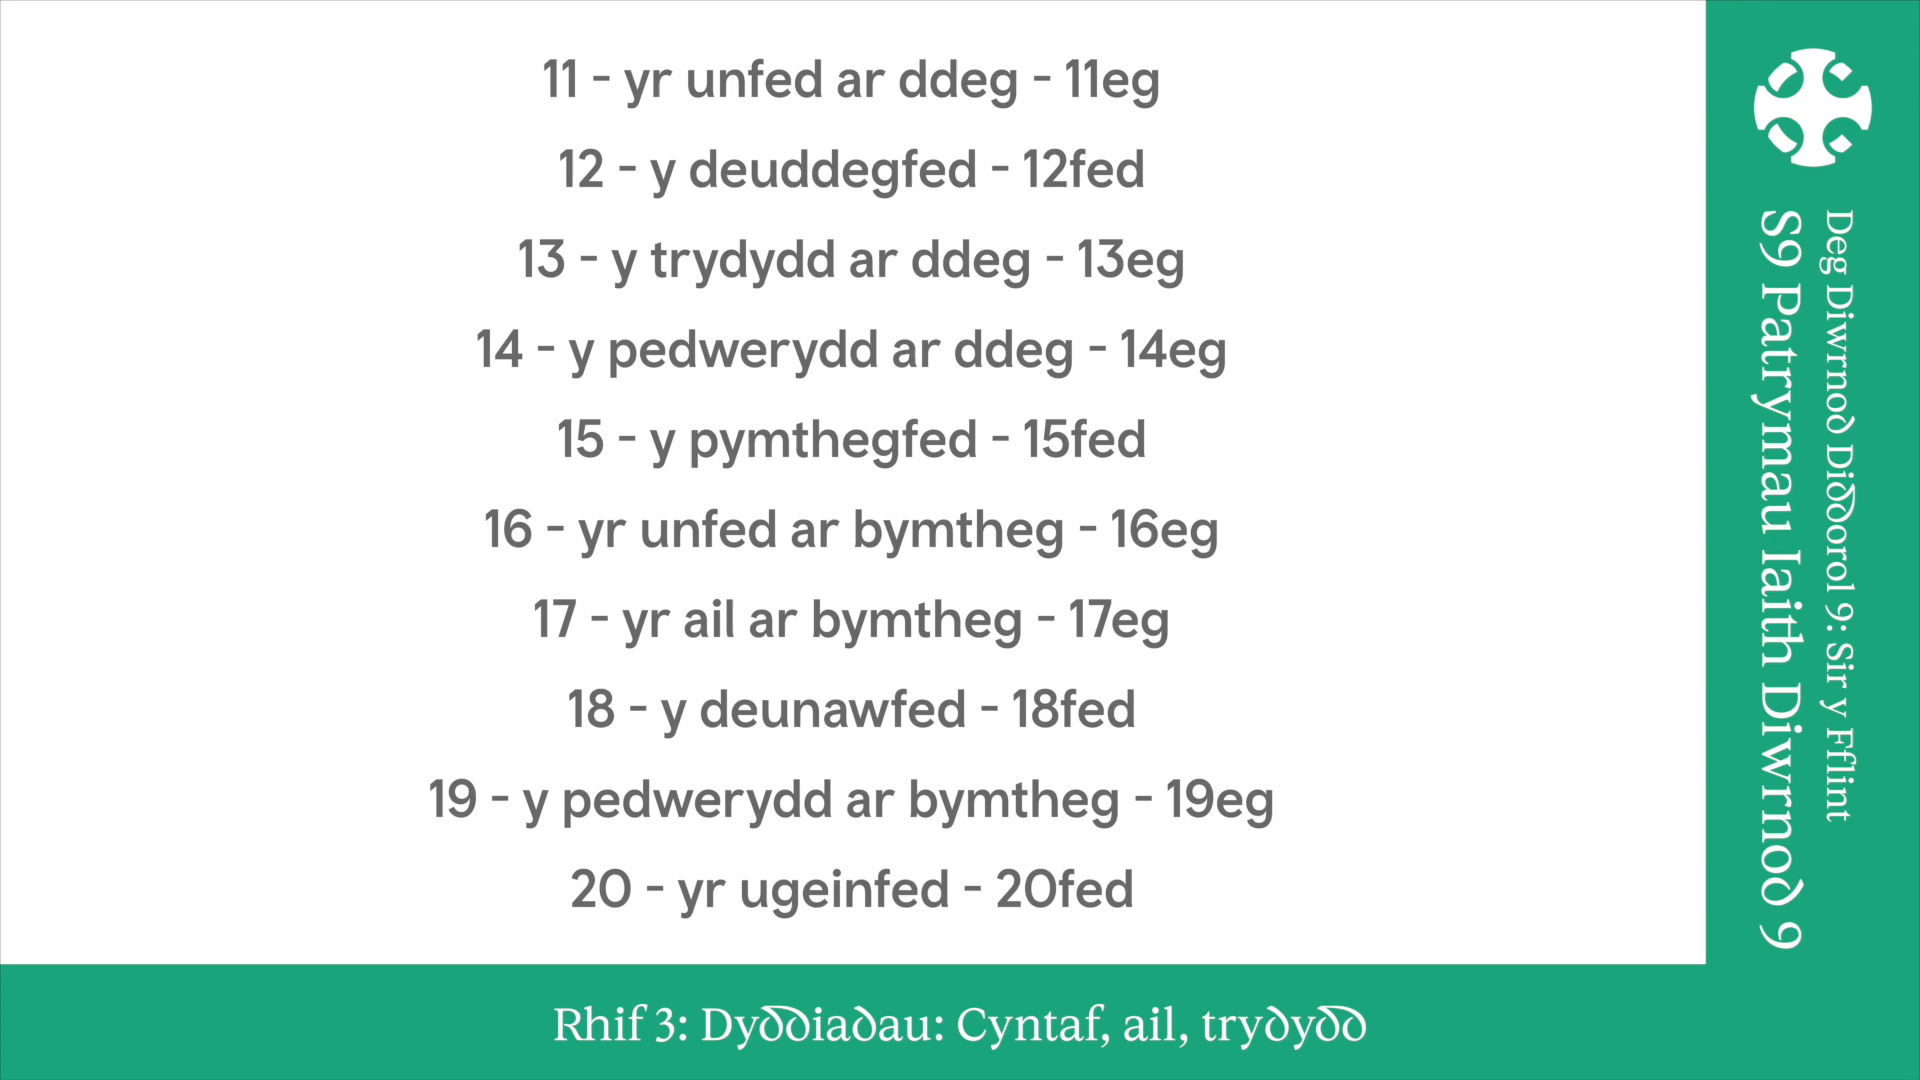 11 - yr unfed ar ddeg - 11eg
12 - y deuddegfed - 12fed
13 - y trydydd ar ddeg - 13eg
14 - y pedwerydd ar ddeg - 14eg
15 - y pymthegfed - 15fed
16 - yr unfed ar bymtheg - 16eg
17 - yr ail ar bymtheg - 17eg
18 - y deunawfed - 18fed
19 - y pedwerydd ar bymtheg - 19eg
20 - yr ugeinfed - 20fed
Deg Diwrnod Diddorol 9: Sir y Fflint
S9 Patrymau Iaith Diwrnod 9
Rhif 3: Dyddiadau: Cyntaf, ail, trydydd